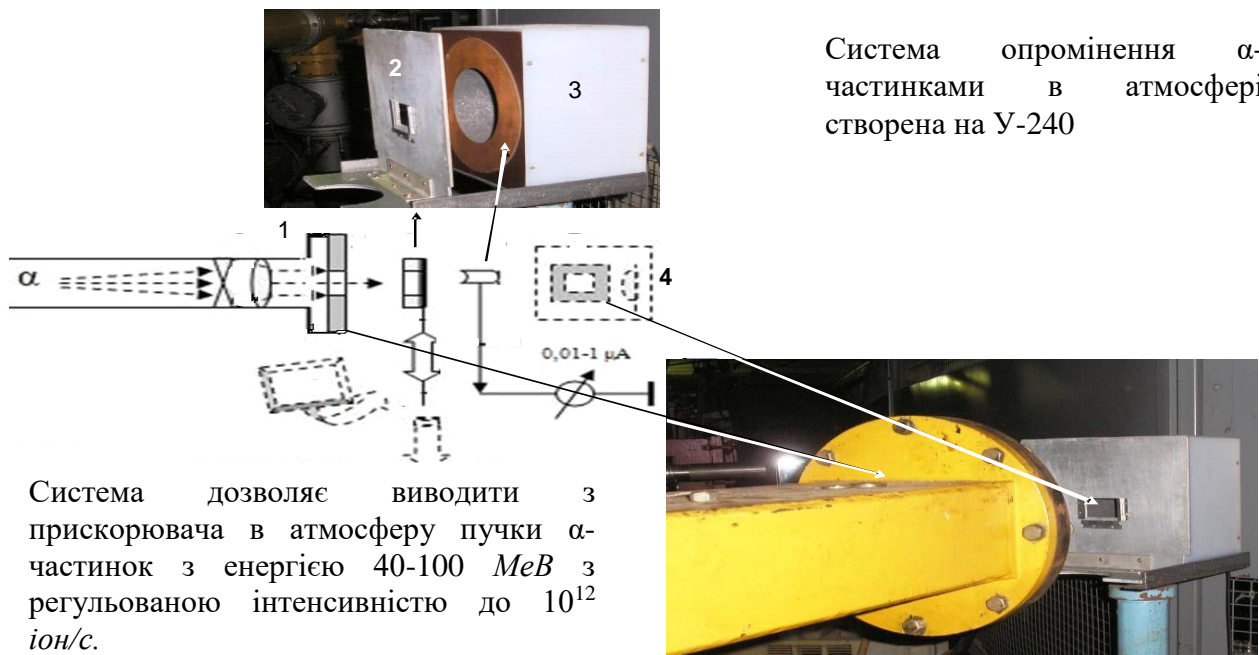 2
3
Система опромінення α-
частинками в атмосфері
створена на У-240
1
α
4
0,01-1 μA
Система дозволяє виводити з
прискорювача в атмосферу пучки α-
частинок з енергією 40-100 МеВ з
регульованою інтенсивністю до 10¹²
іон/с.